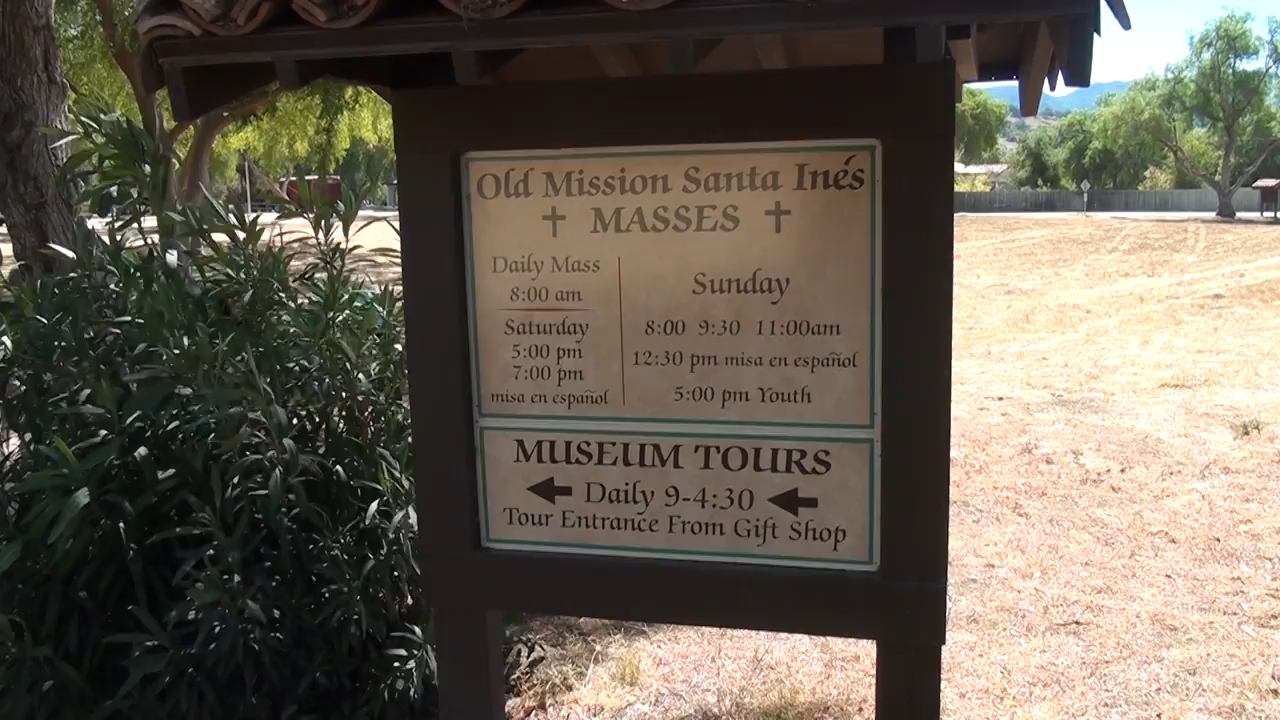 Old Mission Santa Inés
MASSES
Daily Mass
8:00 am
Saturday
5:00 pm
7:00 pm
misa en español
Sunday
8:00 9:30 11:00am
12:30 pm misa en español
5:00 pm Youth
MUSEUM TOURS
Daily 9-4:30
Tour Entrance From Gift Shop